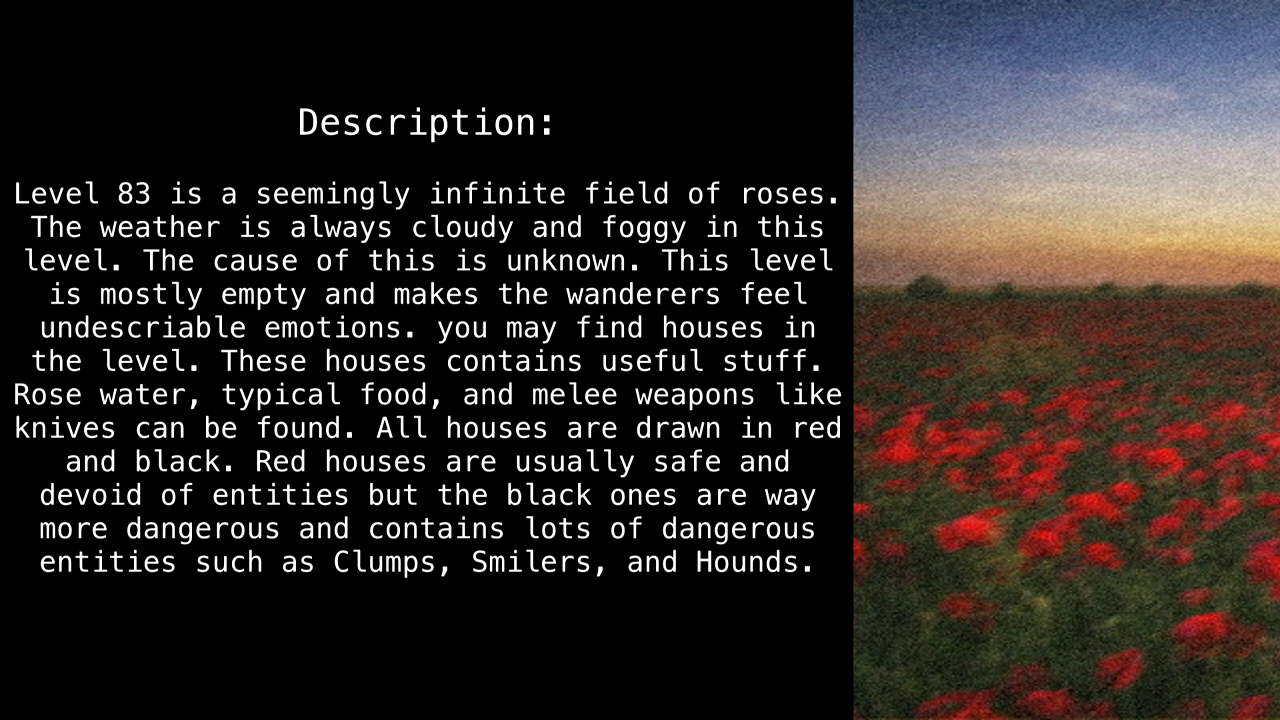 Description:
Level 83 is a seemingly infinite field of roses.
The weather is always cloudy and foggy in this
level. The cause of this is unknown. This level
is mostly empty and makes the wanderers feel
undescriable emotions. you may find houses in
the level. These houses contains useful stuff.
Rose water, typical food, and melee weapons like
knives can be found. All houses are drawn in red
and black. Red houses are usually safe and
devoid of entities but the black ones are way
more dangerous and contains lots of dangerous
entities such as Clumps, Smilers, and Hounds.